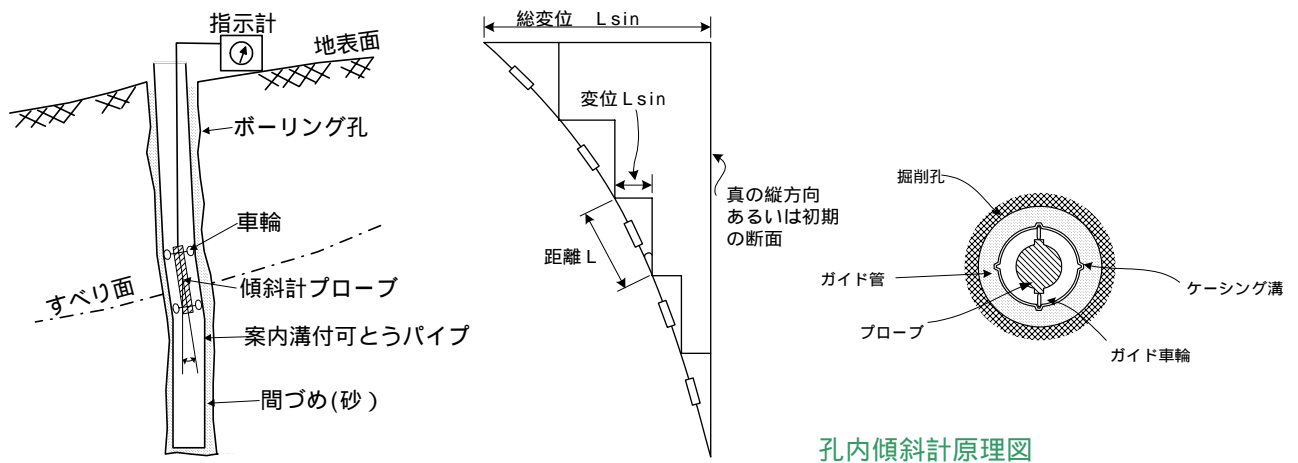 指示計
地表面
ボーリング孔
車輪
傾斜計プローブ
すべり面
案内溝付可とうパイプ
間づめ(砂)
総変位 Lsin
変位Lsin
距離L
真の縦方向
あるいは初期
の断面
掘削孔
ガイド管
ケーシング溝
プローブ
ガイド車輪
孔内傾斜計原理図